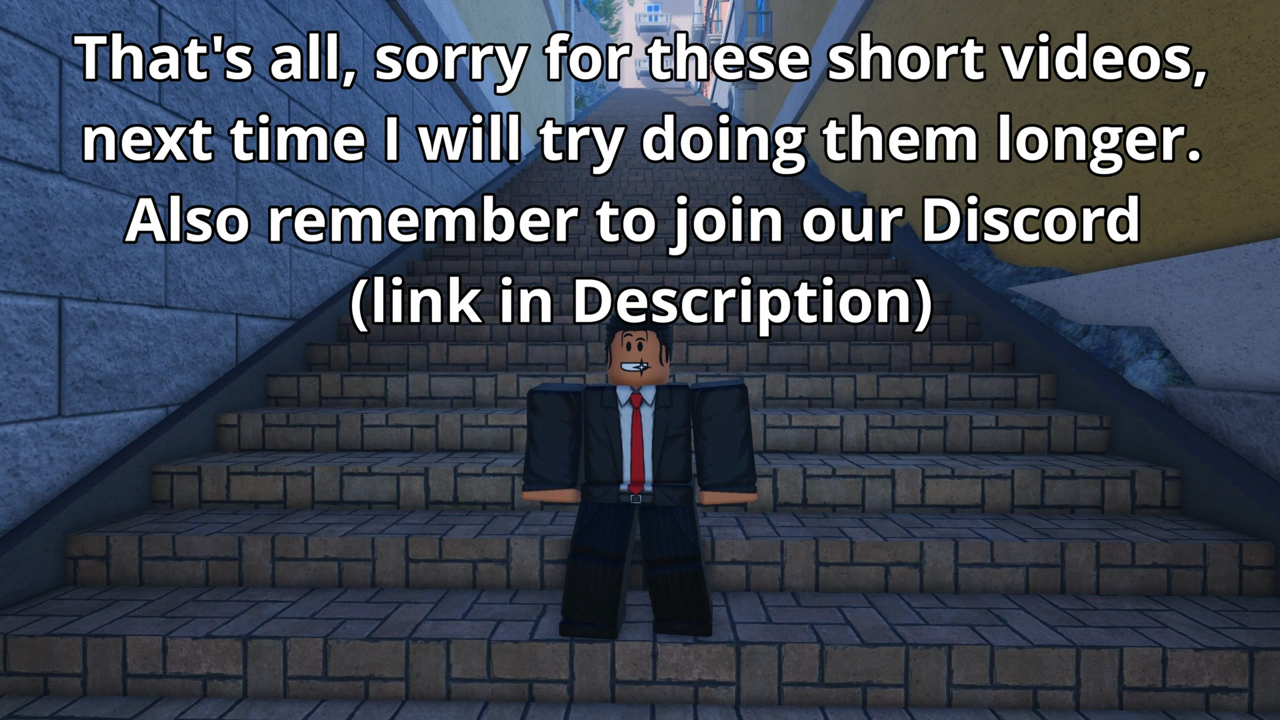 That's all, sorry for these short videos,
next time I will try doing them longer.
Also remember to join our Discord
(link in Description)